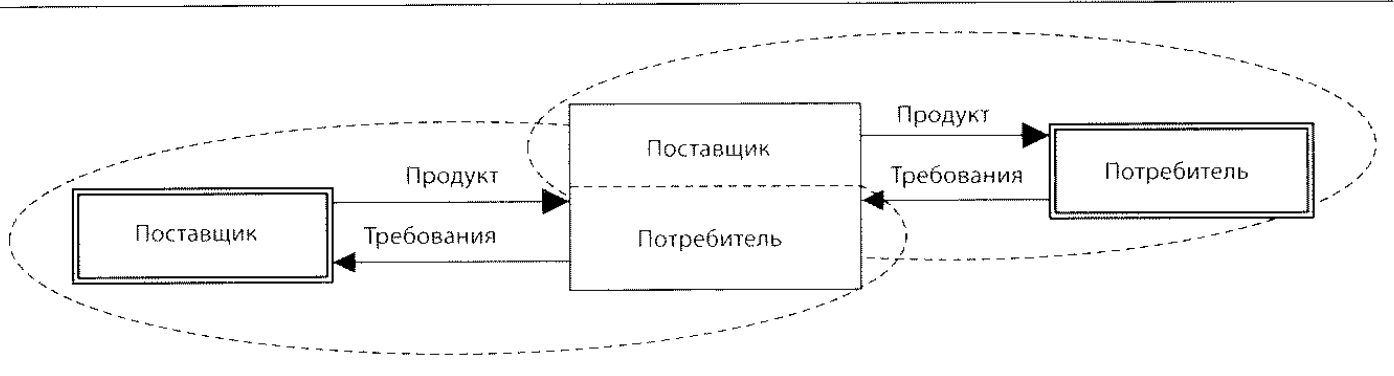 Продукт
Поставщик
Потребитель
Требования
Продукт
Поставщик
Требования
Потребитель